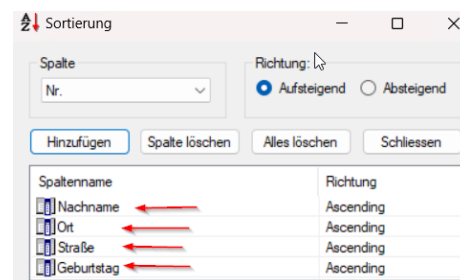 Sortierung
Spalte
Richtung:
Nr.
Aufsteigend
Absteigend
Hinzufügen
Spalte löschen
Alles löschen
Schliessen
Spaltenname
Richtung
Nachname
Ascending
Ort
Ascending
Straße
Ascending
Geburtstag
Ascending